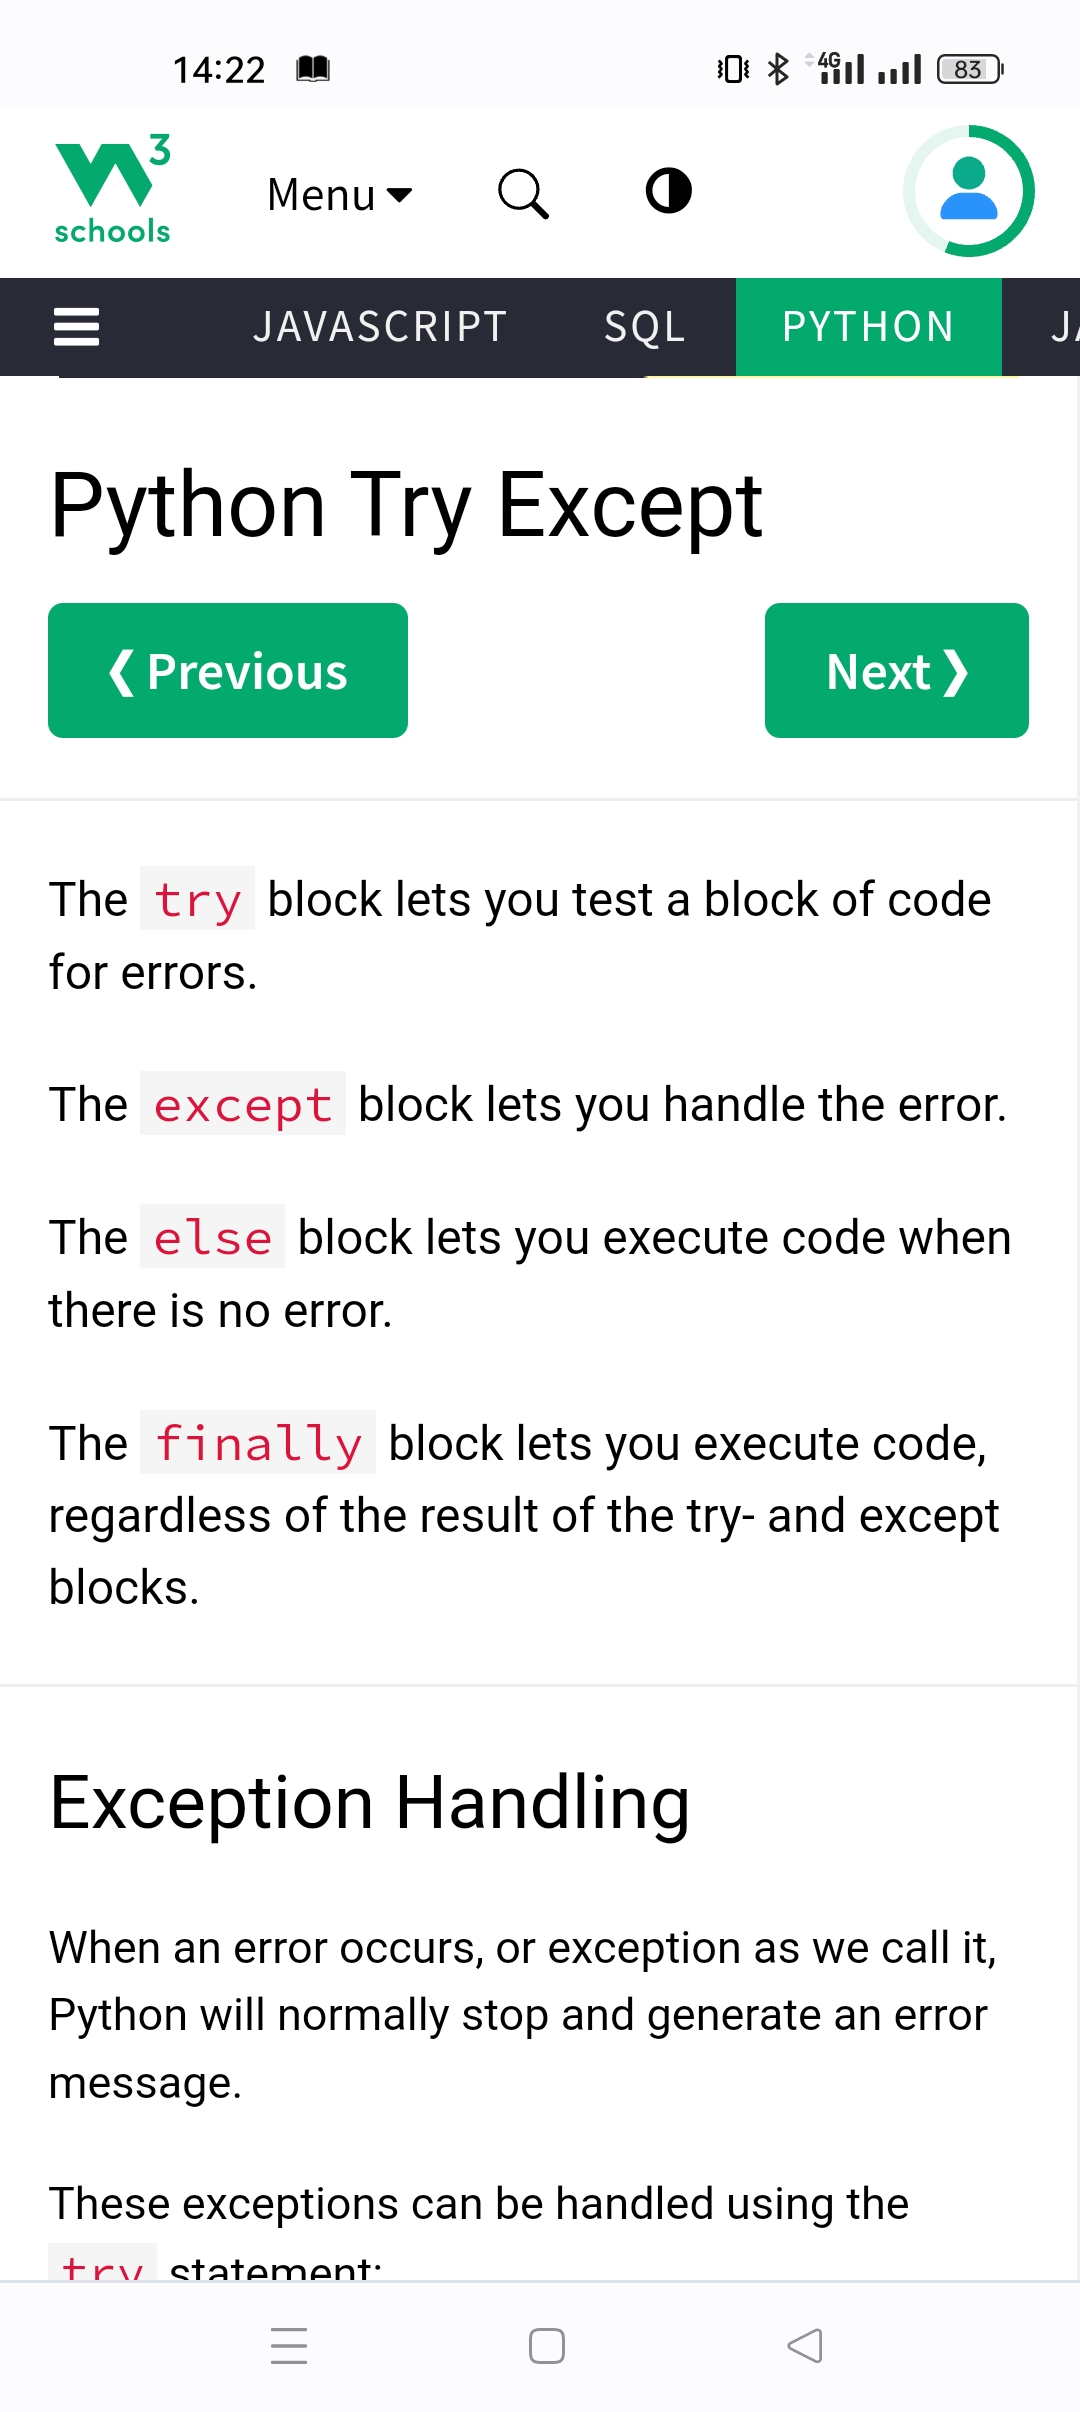 14:22
4G
83
W3
schools
Menu
JAVASCRIPT SQL PYTHON JA
Python Try Except
❮ Previous
Next ❯
The try block lets you test a block of code
for errors.
The except block lets you handle the error.
The else block lets you execute code when
there is no error.
The finally block lets you execute code,
regardless of the result of the try- and except
blocks.
Exception Handling
When an error occurs, or exception as we call it,
Python will normally stop and generate an error
message.
These exceptions can be handled using the
try statement: